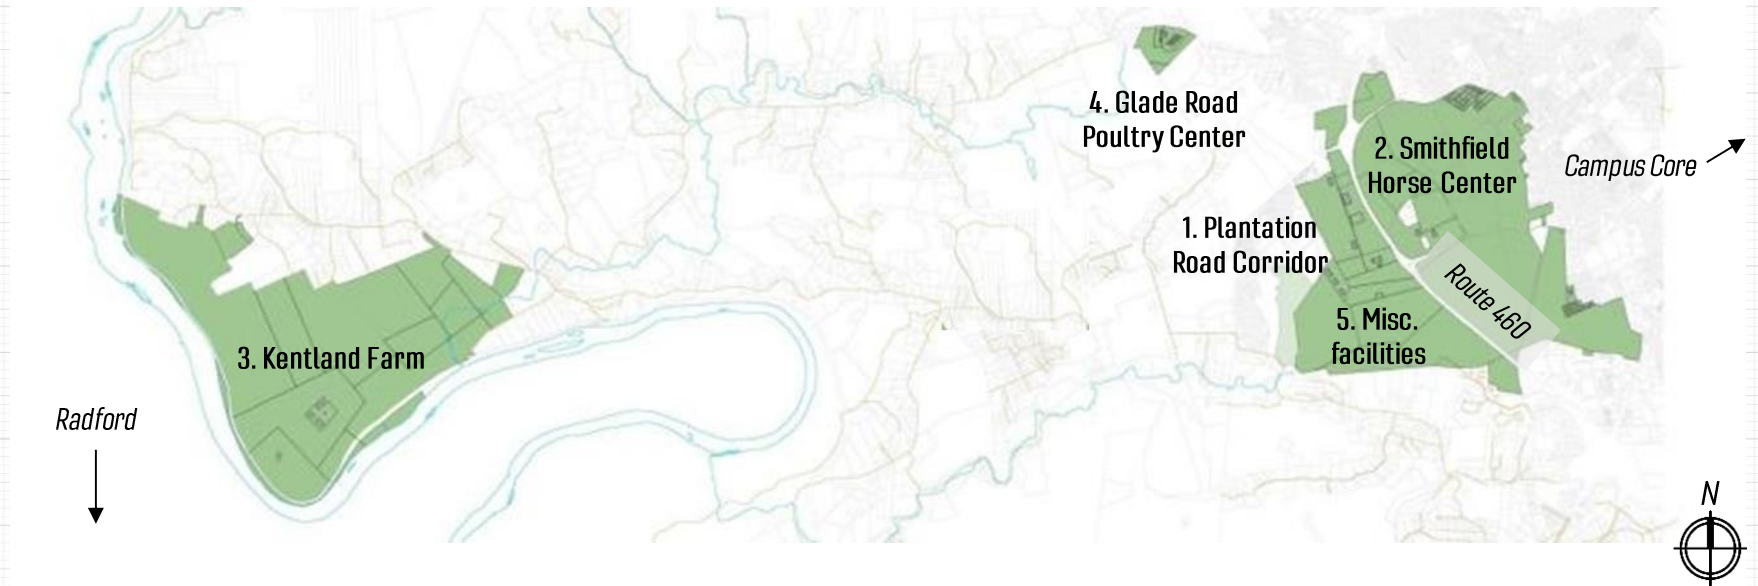 4. Glade Road
Poultry Center
2. Smithfield
Horse Center
Campus Core
1. Plantation
Road Corridor
Route 460
5. Misc.
facilities
3. Kentland Farm
Radford
N